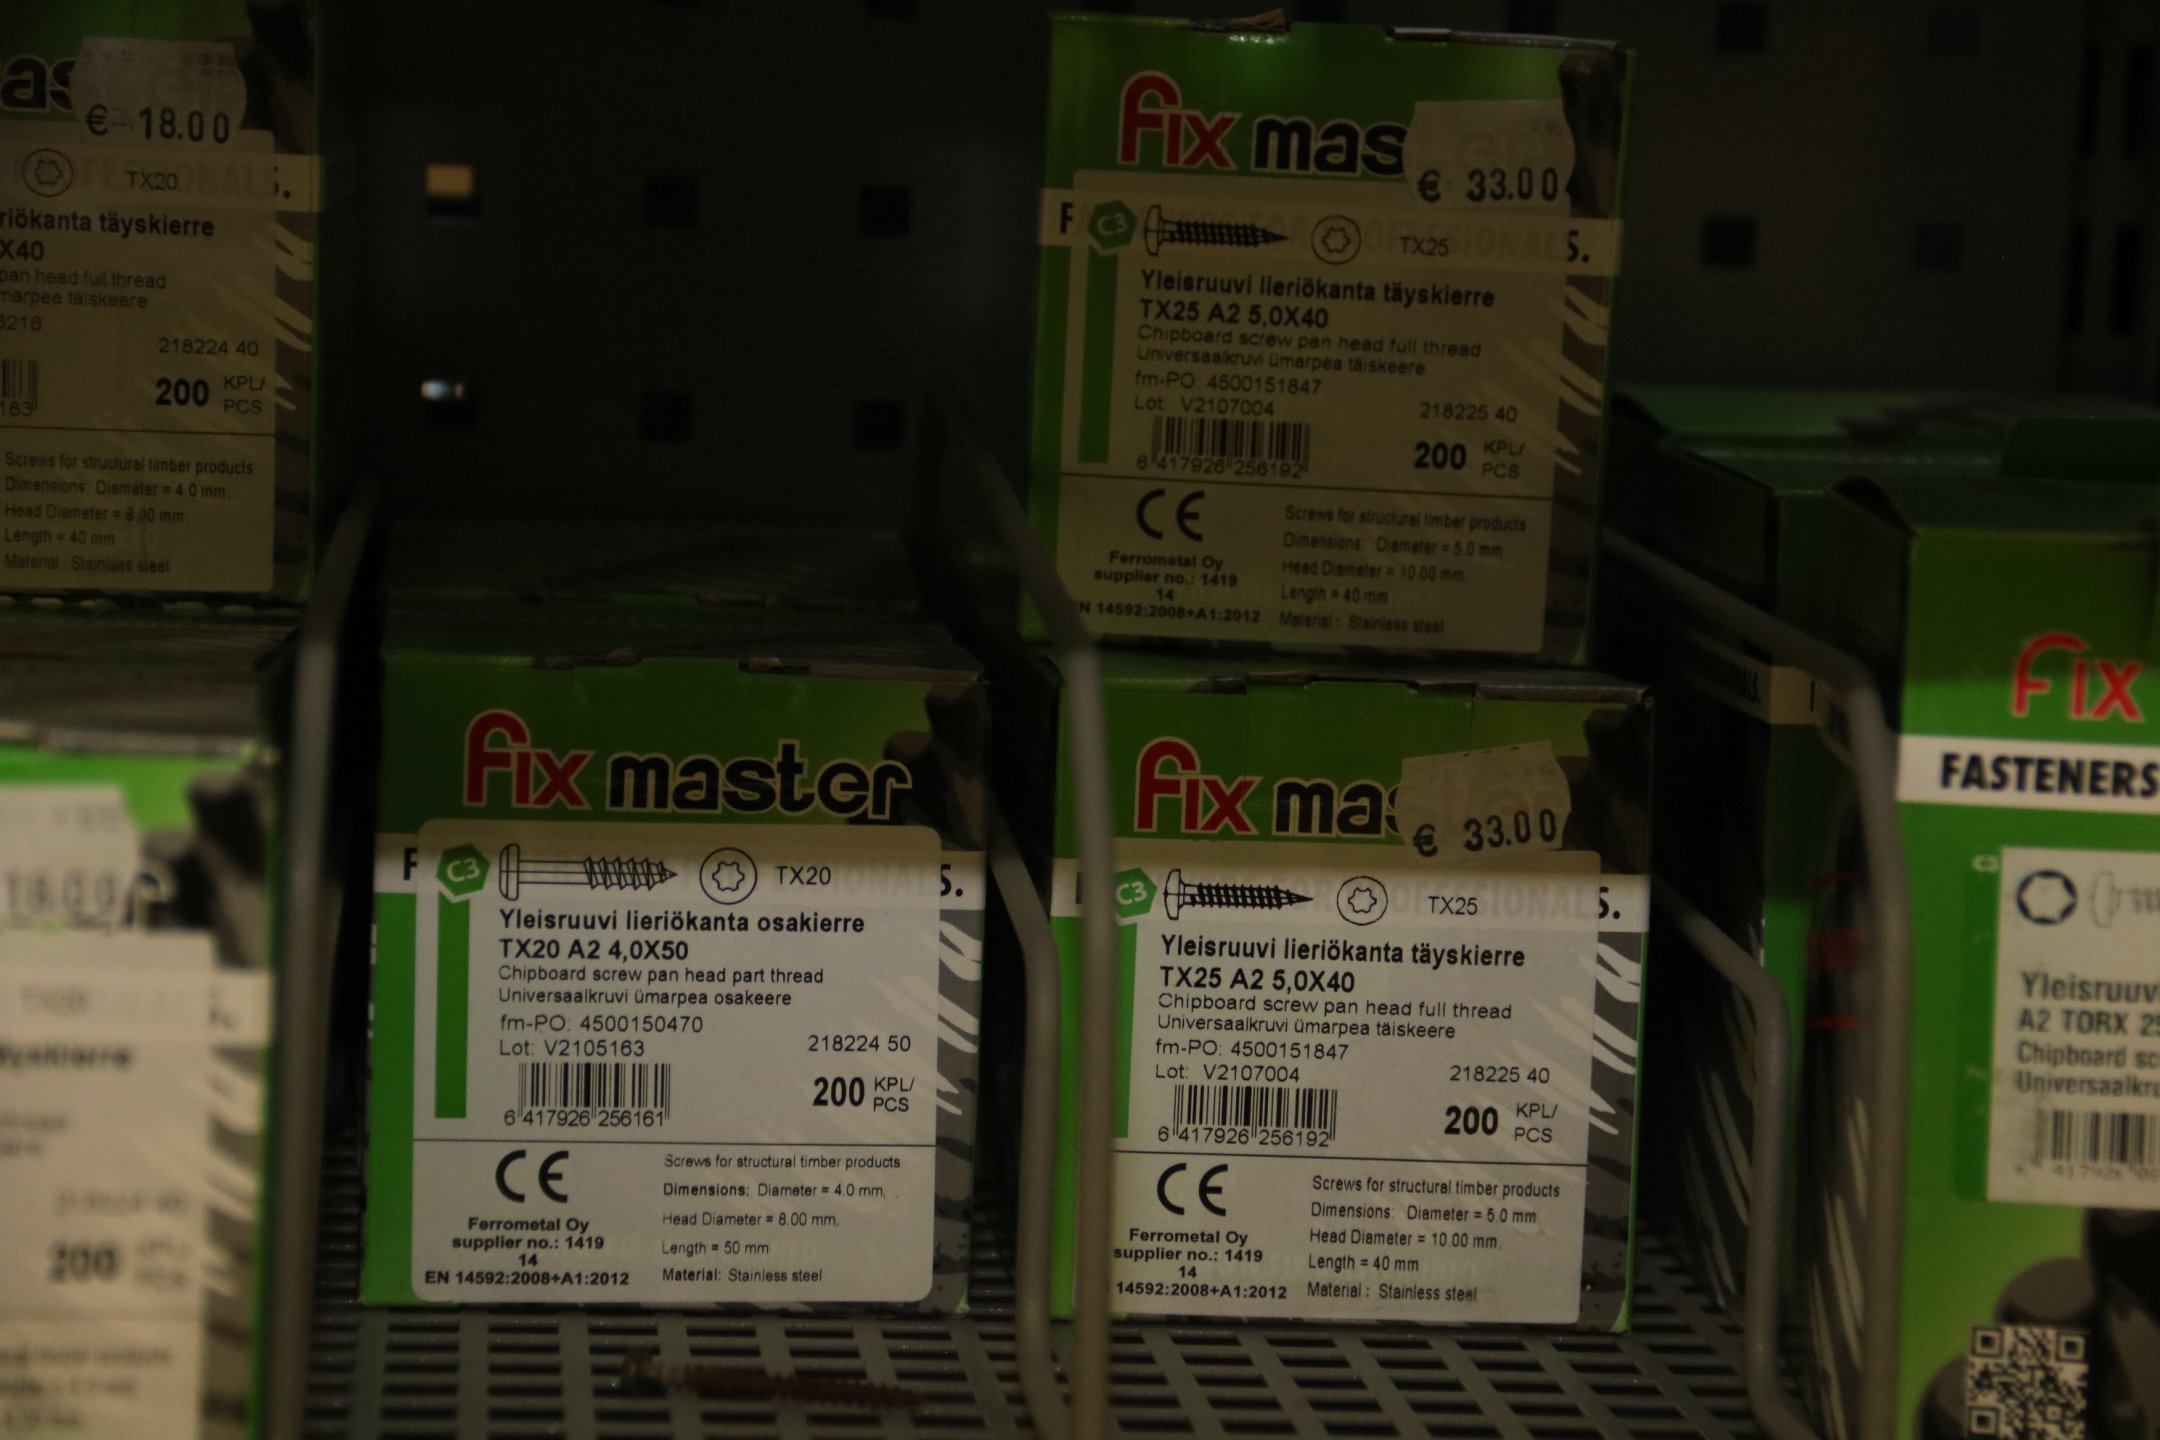 € 18.00
TX20
riökanta täyskierre
X40
pan head full thread
marpea täiskeere
6216
218224 40
200 KPL/
PCS
183
Screws for structural timber products
Dimensions: Diameter = 4.0 mm,
Head Diameter = 8.00 mm
Length = 40 mm
Material : Stainless steel
fix mas
€ 33.00
F S.
C3 TX25
Yleisruuvi lieriökanta täyskierre
TX25 A2 5,0X40
Chipboard screw pan head full thread
Universaalkruvi ümarpea täiskeere
fm-PO: 4500151847
Lot: V2107004
218225 40
6 417926 256192
200 KPL/
PCS
CE
Ferrometal Oy
supplier no.: 1419
14
EN 14592:2008+A1:2012
Screws for structural timber products
Dimensions: Diameter = 5.0 mm,
Head Diameter = 10.00 mm,
Length = 40 mm
Material : Stainless steel
18.00
yskierre
200
fix master
F S.
C3 TX20
Yleisruuvi lieriökanta osakierre
TX20 A2 4,0X50
Chipboard screw pan head part thread
Universaalkruvi ümarpea osakeere
fm-PO: 4500150470
Lot: V2105163
218224 50
6 417926 256161
200 KPL/
PCS
CE
Ferrometal Oy
supplier no.: 1419
14
EN 14592:2008+A1:2012
Screws for structural timber products
Dimensions: Diameter = 4.0 mm,
Head Diameter = 8.00 mm,
Length = 50 mm
Material: Stainless steel
fix mas
€ 33.00
S.
C3 TX25
Yleisruuvi lieriökanta täyskierre
TX25 A2 5,0X40
Chipboard screw pan head full thread
Universaalkruvi ümarpea täiskeere
fm-PO: 4500151847
Lot: V2107004
218225 40
6 417926 256192
200 KPL/
PCS
CE
Ferrometal Oy
supplier no.: 1419
14
14592:2008+A1:2012
Screws for structural timber products
Dimensions: Diameter = 5.0 mm
Head Diameter = 10.00 mm,
Length = 40 mm
Material : Stainless steel
fix
FASTENERS
Yleisruuv
A2 TORX 25
Chipboard sc
Universaalkru